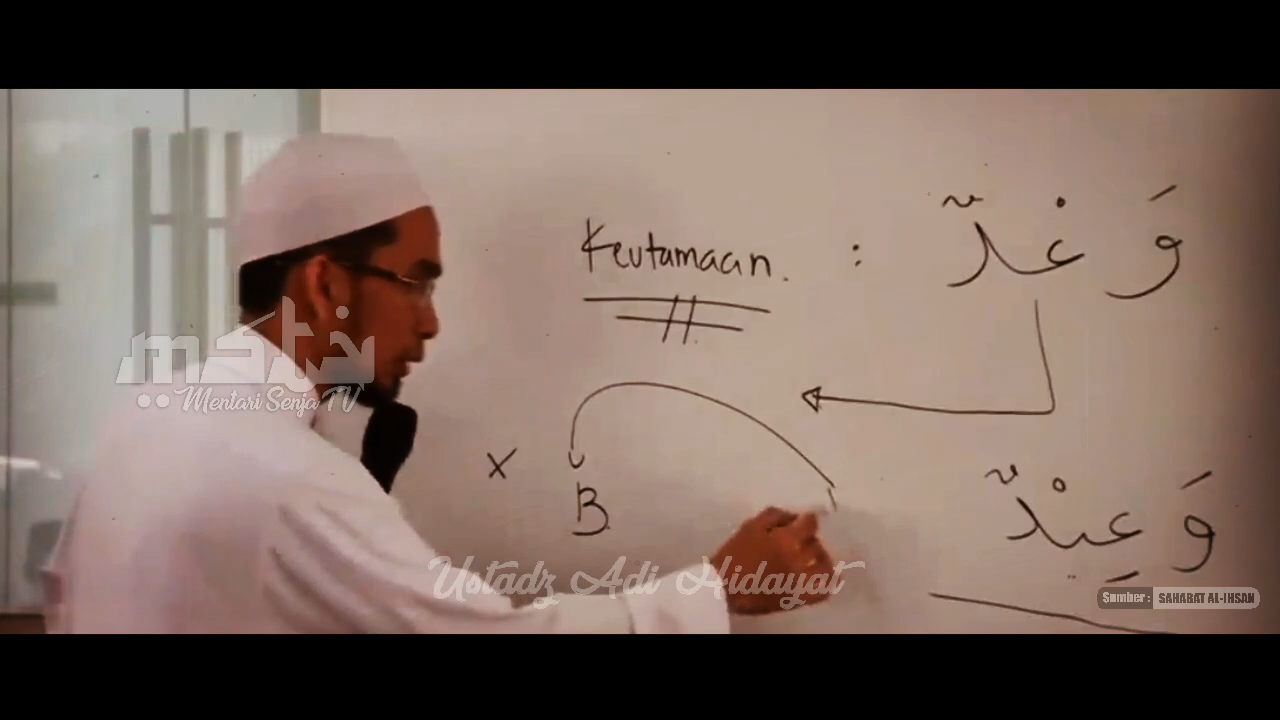 وَعْدٌ : Keutamaan.
Mentari Senja TV
X
B
وَعِيْدٌ
Ustadz Adi Hidayat
Sumber : SAHABAT AL-IHSAN